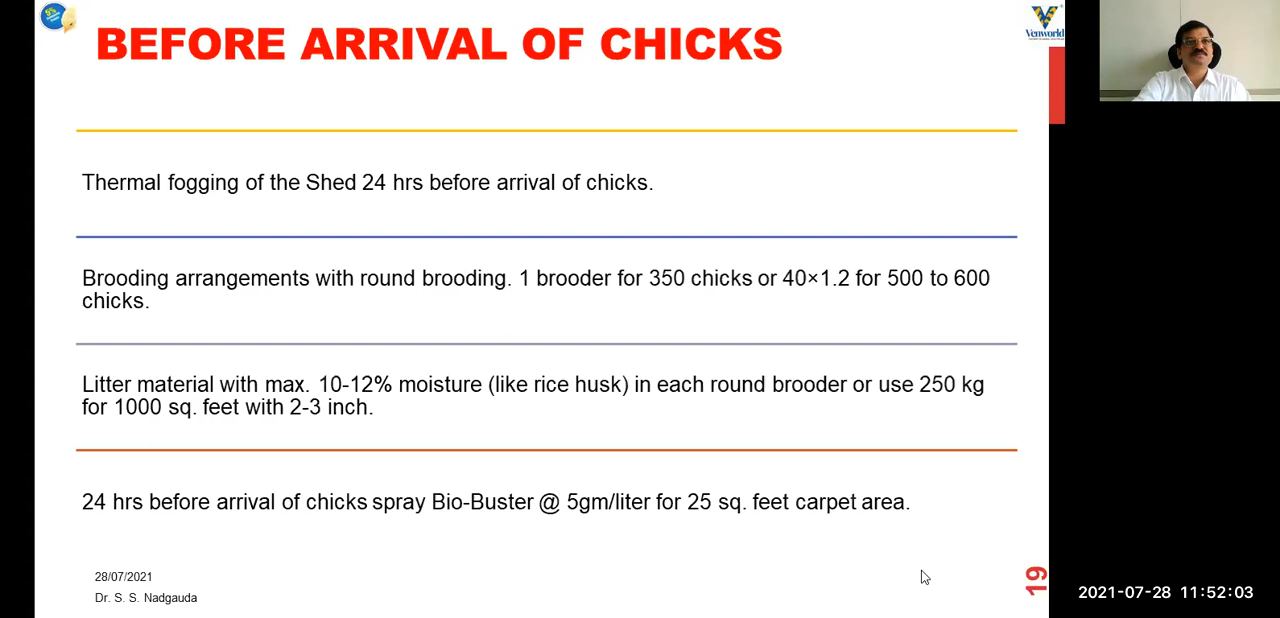 BEFORE ARRIVAL OF CHICKS
Venworld
Thermal fogging of the Shed 24 hrs before arrival of chicks.
Brooding arrangements with round brooding. 1 brooder for 350 chicks or 40×1.2 for 500 to 600
chicks.
Litter material with max. 10-12% moisture (like rice husk) in each round brooder or use 250 kg
for 1000 sq. feet with 2-3 inch.
24 hrs before arrival of chicks spray Bio-Buster @ 5gm/liter for 25 sq. feet carpet area.
28/07/2021
Dr. S. S. Nadgauda
19
2021-07-28 11:52:03